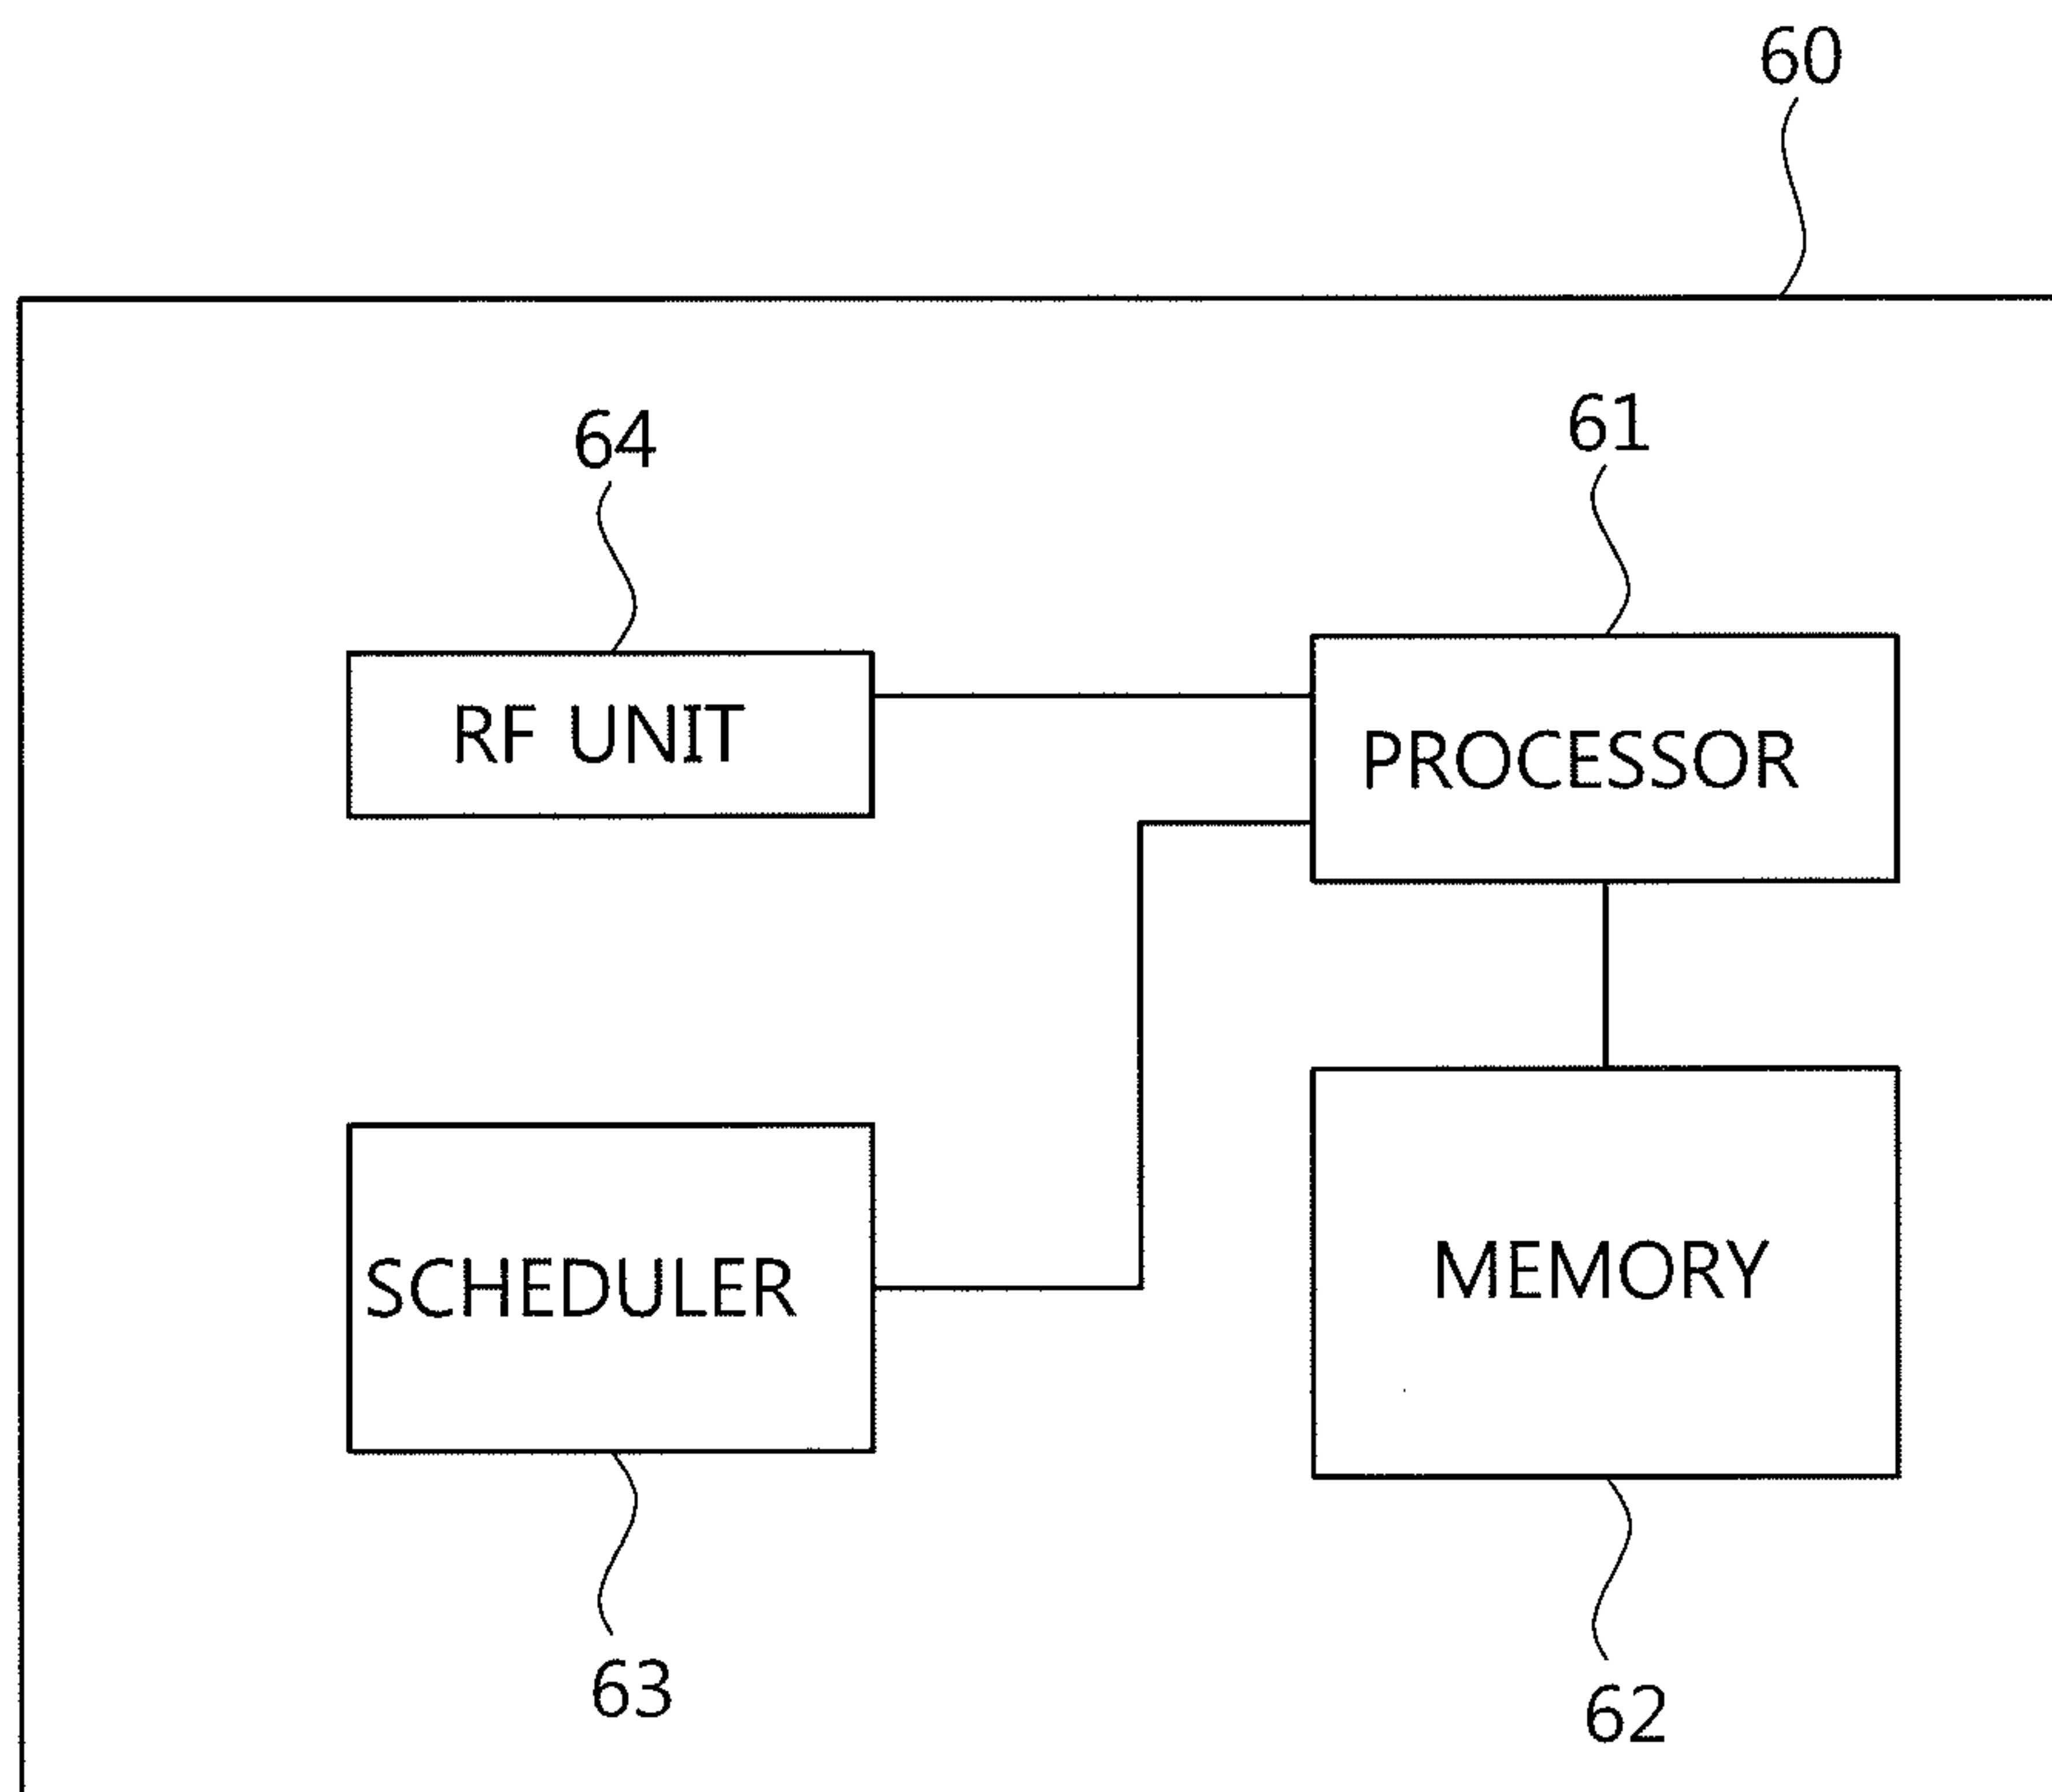 60
64
61
RF UNIT
PROCESSOR
SCHEDULER
MEMORY
63
62